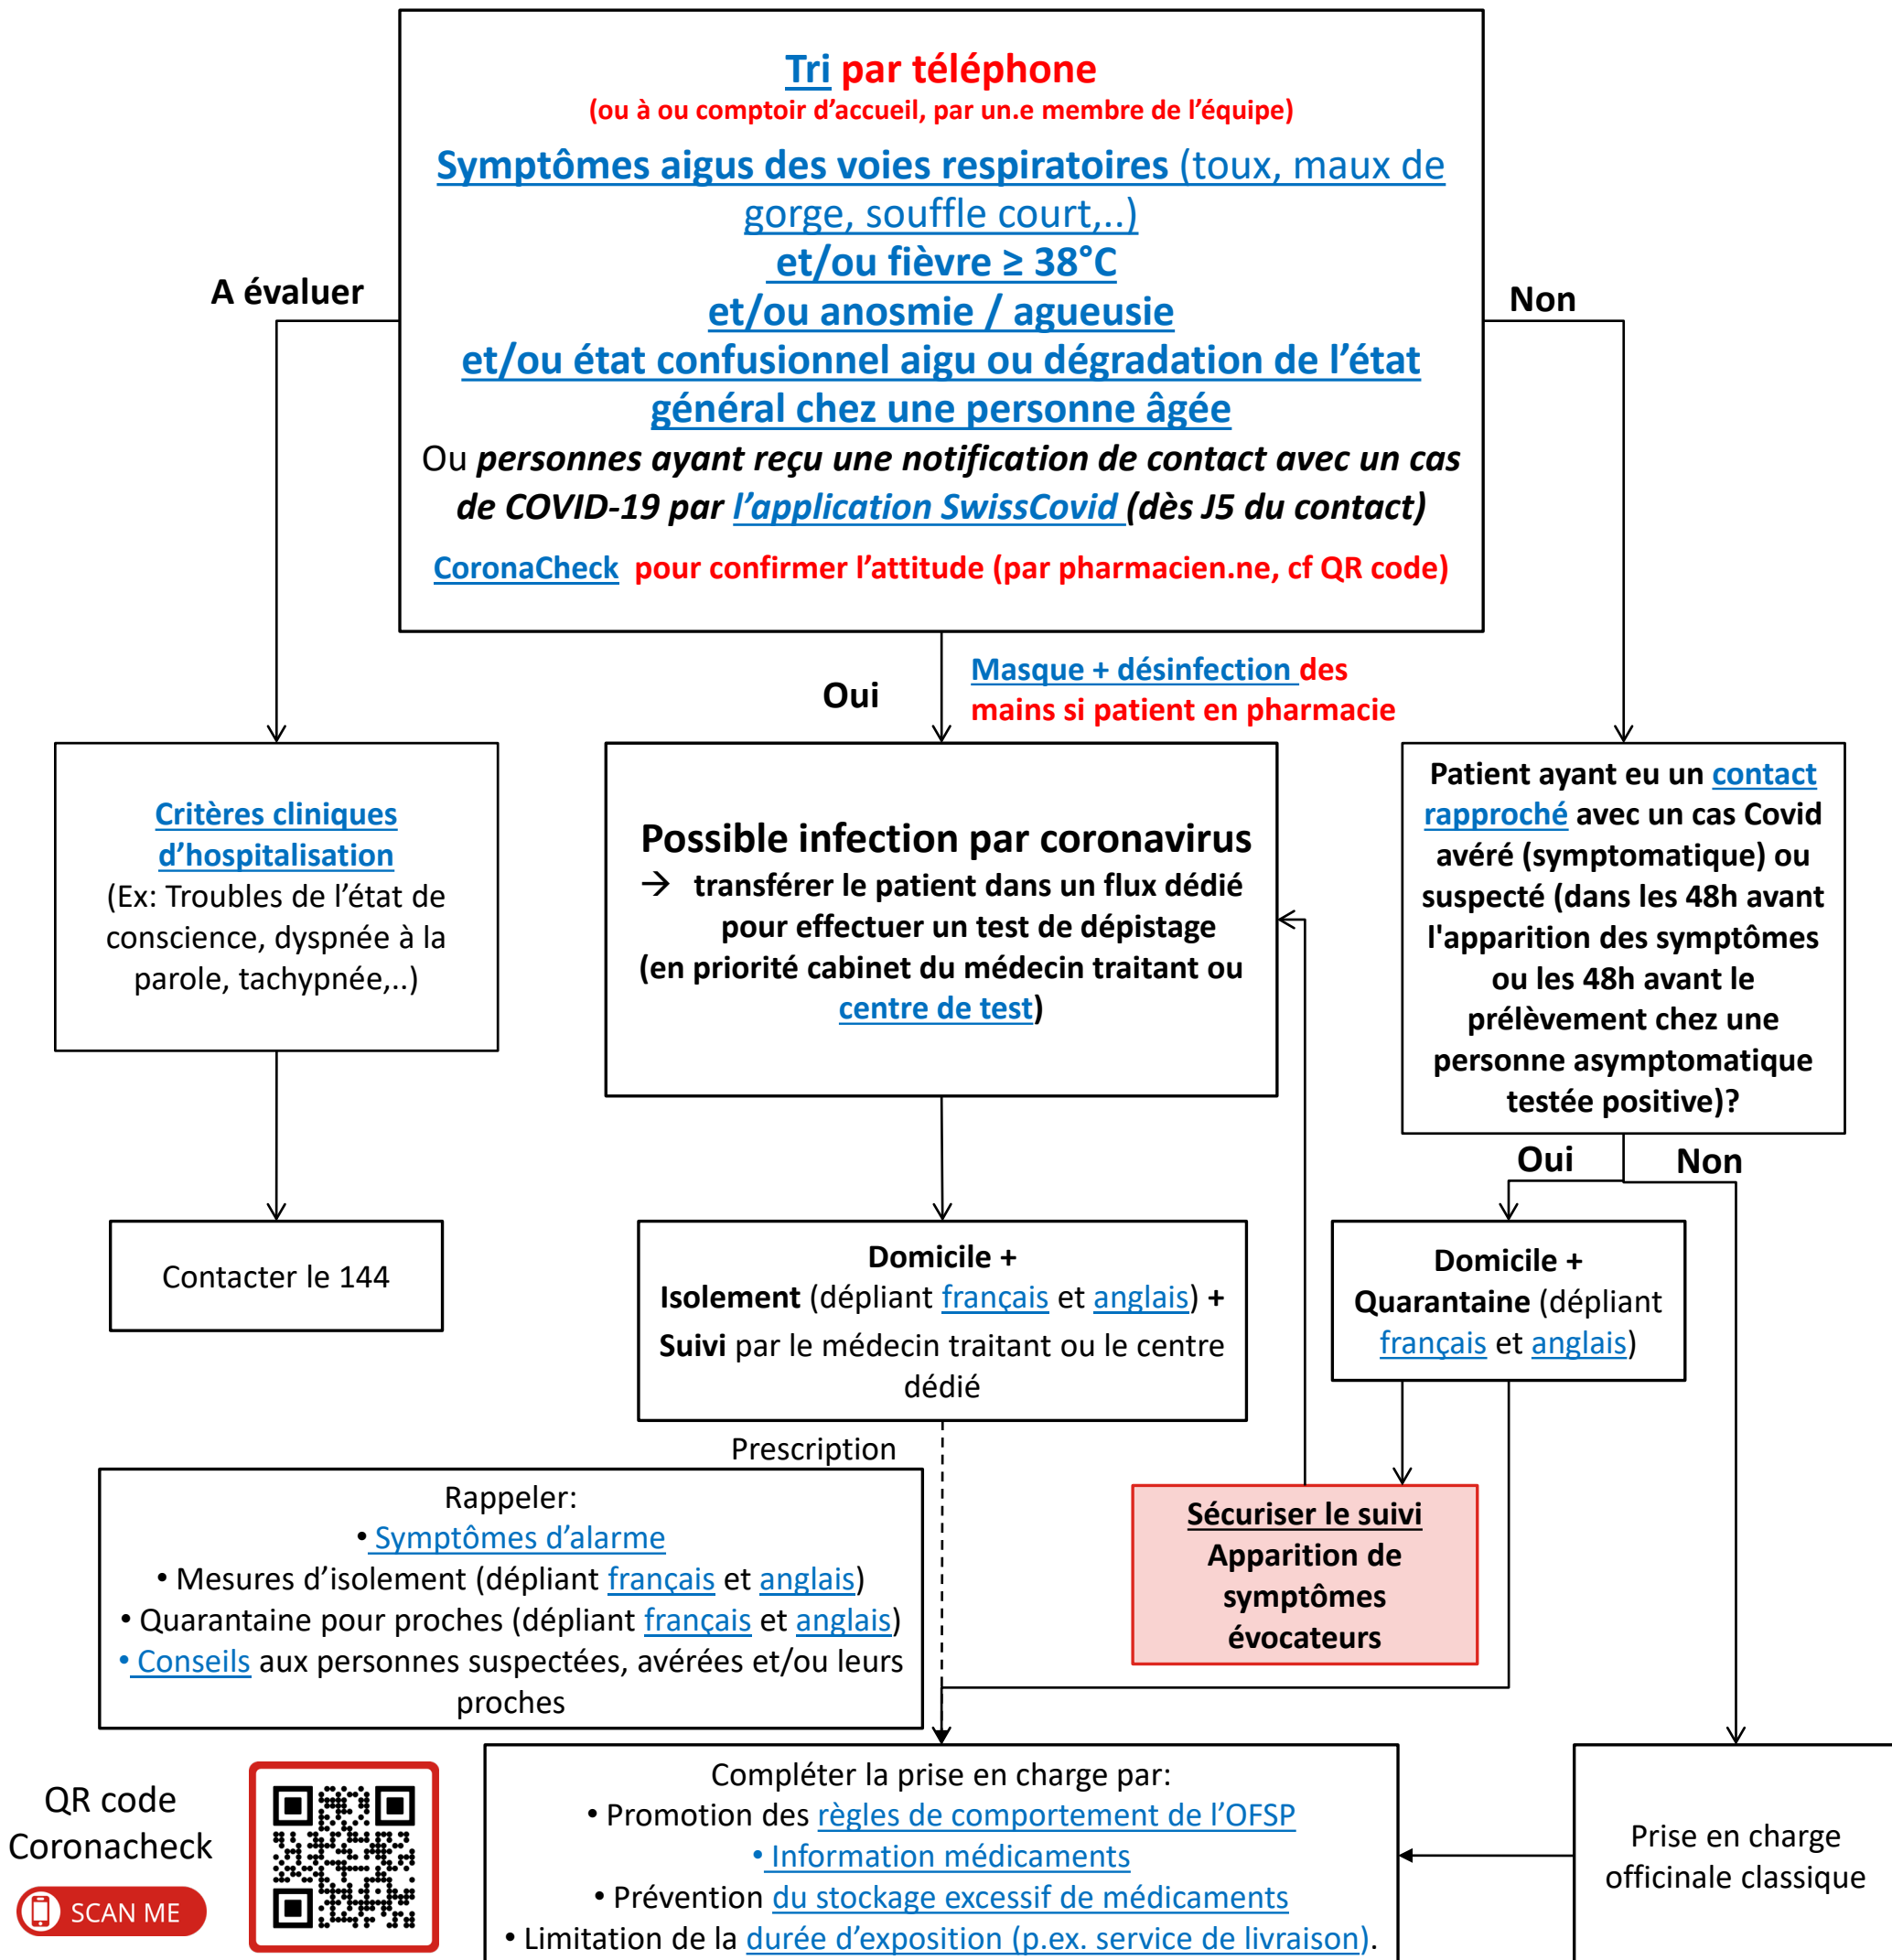 Tri par téléphone
(ou à ou comptoir d’accueil, par un.e membre de l’équipe)
Symptômes aigus des voies respiratoires (toux, maux de
gorge, souffle court,..)
et/ou fièvre ≥ 38°C
et/ou anosmie / agueusie
et/ou état confusionnel aigu ou dégradation de l’état
général chez une personne âgée
Ou personnes ayant reçu une notification de contact avec un cas
de COVID-19 par l’application SwissCovid (dès J5 du contact)
CoronaCheck pour confirmer l’attitude (par pharmacien.ne, cf QR code)
A évaluer
Non
Oui
Masque + désinfection des
mains si patient en pharmacie
Critères cliniques
d’hospitalisation
(Ex: Troubles de l’état de
conscience, dyspnée à la
parole, tachypnée,..)
Possible infection par coronavirus
→ transférer le patient dans un flux dédié
pour effectuer un test de dépistage
(en priorité cabinet du médecin traitant ou
centre de test)
Patient ayant eu un contact
rapproché avec un cas Covid
avéré (symptomatique) ou
suspecté (dans les 48h avant
l'apparition des symptômes
ou les 48h avant le
prélèvement chez une
personne asymptomatique
testée positive)?
Oui
Non
Contacter le 144
Domicile +
Isolement (dépliant français et anglais) +
Suivi par le médecin traitant ou le centre
dédié
Domicile +
Quarantaine (dépliant
français et anglais)
Prescription
Rappeler:
• Symptômes d’alarme
• Mesures d’isolement (dépliant français et anglais)
• Quarantaine pour proches (dépliant français et anglais)
• Conseils aux personnes suspectées, avérées et/ou leurs
proches
Sécuriser le suivi
Apparition de
symptômes
évocateurs
QR code
Coronacheck
SCAN ME
Compléter la prise en charge par:
• Promotion des règles de comportement de l’OFSP
• Information médicaments
• Prévention du stockage excessif de médicaments
• Limitation de la durée d’exposition (p.ex. service de livraison).
Prise en charge
officinale classique